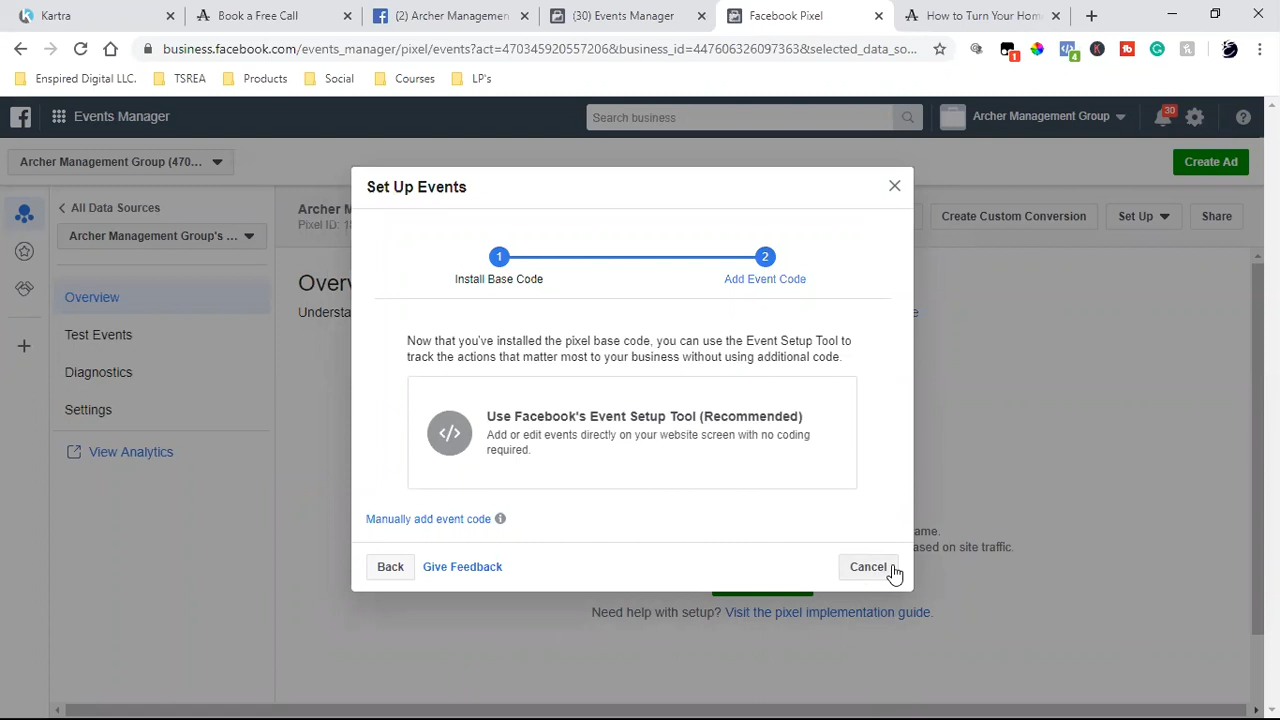 Kartra
Book a Free Call
(2) Archer Managemen
(30) Events Manager
Facebook Pixel
How to Turn Your Hom
business.facebook.com/events_manager/pixel/events?act=470345920557206&business_id=447606326097363&selected_data_so...
1
4
Enspired Digital LLC.
TSREA
Products
Social
Courses
LP's
Events Manager
Search business
Archer Management Group
30
Archer Management Group (470...
Create Ad
All Data Sources
Archer Management Group's ...
Archer M
Pixel ID: 1
Create Custom Conversion
Set Up
Share
Overview
Test Events
Diagnostics
Settings
View Analytics
Overv
Underst
Set Up Events
1
2
Install Base Code
Add Event Code
Now that you've installed the pixel base code, you can use the Event Setup Tool to
track the actions that matter most to your business without using additional code.
</>
Use Facebook's Event Setup Tool (Recommended)
Add or edit events directly on your website screen with no coding
required.
Manually add event code
Back
Give Feedback
Cancel
ame.
ased on site traffic.
Need help with setup? Visit the pixel implementation guide.